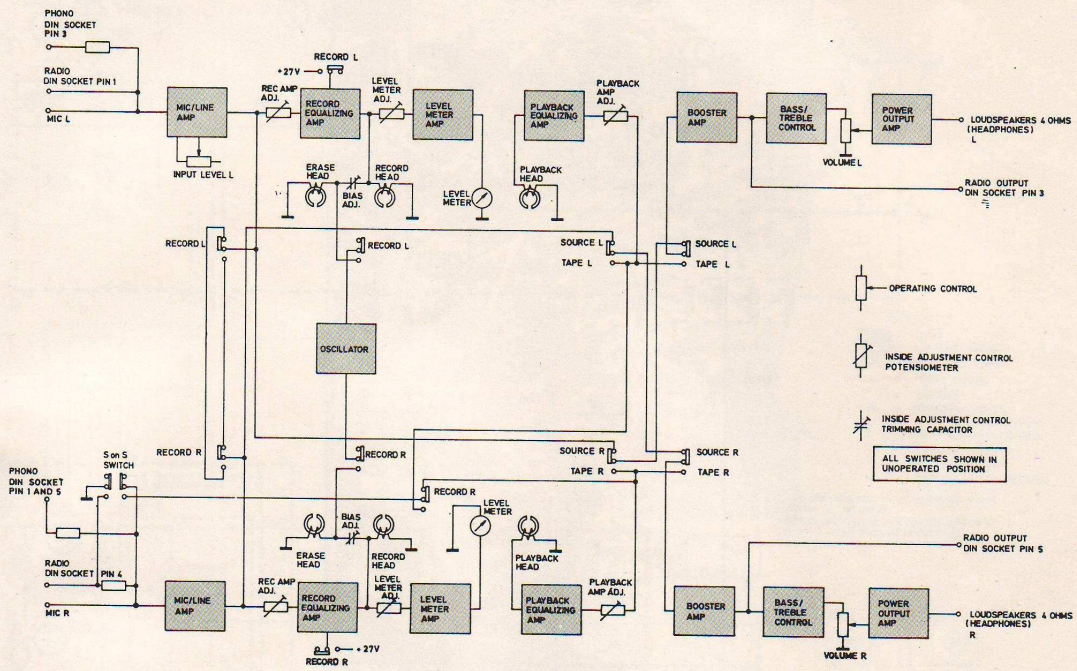 PHONO
DIN SOCKET
PIN 3
RADIO
DIN SOCKET PIN 1
MIC L
MIC/LINE
AMP
INPUT LEVEL L
RECORD L
+27V
REC AMP
ADJ.
RECORD
EQUALIZING
AMP
LEVEL
METER ADJ.
LEVEL
METER
AMP
ERASE
HEAD
BIAS
ADJ.
RECORD
HEAD
LEVEL
METER
PLAYBACK
AMP
ADJ.
PLAYBACK
EQUALIZING
AMP
PLAYBACK
HEAD
BOOSTER
AMP
BASS/
TREBLE
CONTROL
VOLUME L
POWER
OUTPUT
AMP
LOUDSPEAKERS 4 OHMS
(HEADPHONES)
L
RADIO OUTPUT
DIN SOCKET PIN 3
RECORD L
RECORD L
SOURCE L
TAPE L
SOURCE L
TAPE L
OSCILLATOR
OPERATING CONTROL
INSIDE ADJUSTMENT CONTROL
POTENSIOMETER
INSIDE ADJUSTMENT CONTROL
TRIMMING CAPACITOR
ALL SWITCHES SHOWN IN
UNOPERATED POSITION
RECORD R
RECORD R
SOURCE R
TAPE R
SOURCE R
TAPE R
S on S
SWITCH
RECORD R
PHONO
DIN SOCKET
PIN 1 AND 5
RADIO
DIN SOCKET PIN 4
MIC R
MIC/LINE
AMP
REC AMP
ADJ.
ERASE
HEAD
BIAS
ADJ.
RECORD
HEAD
RECORD
EQUALIZING
AMP
RECORD R
+27V
LEVEL
METER
ADJ.
LEVEL
METER
AMP
LEVEL
METER
PLAYBACK
HEAD
PLAYBACK
EQUALIZING
AMP
PLAYBACK
AMP ADJ.
BOOSTER
AMP
BASS/
TREBLE
CONTROL
VOLUME R
POWER
OUTPUT
AMP
RADIO OUTPUT
DIN SOCKET PIN 5
LOUDSPEAKERS 4 OHMS
(HEADPHONES)
R